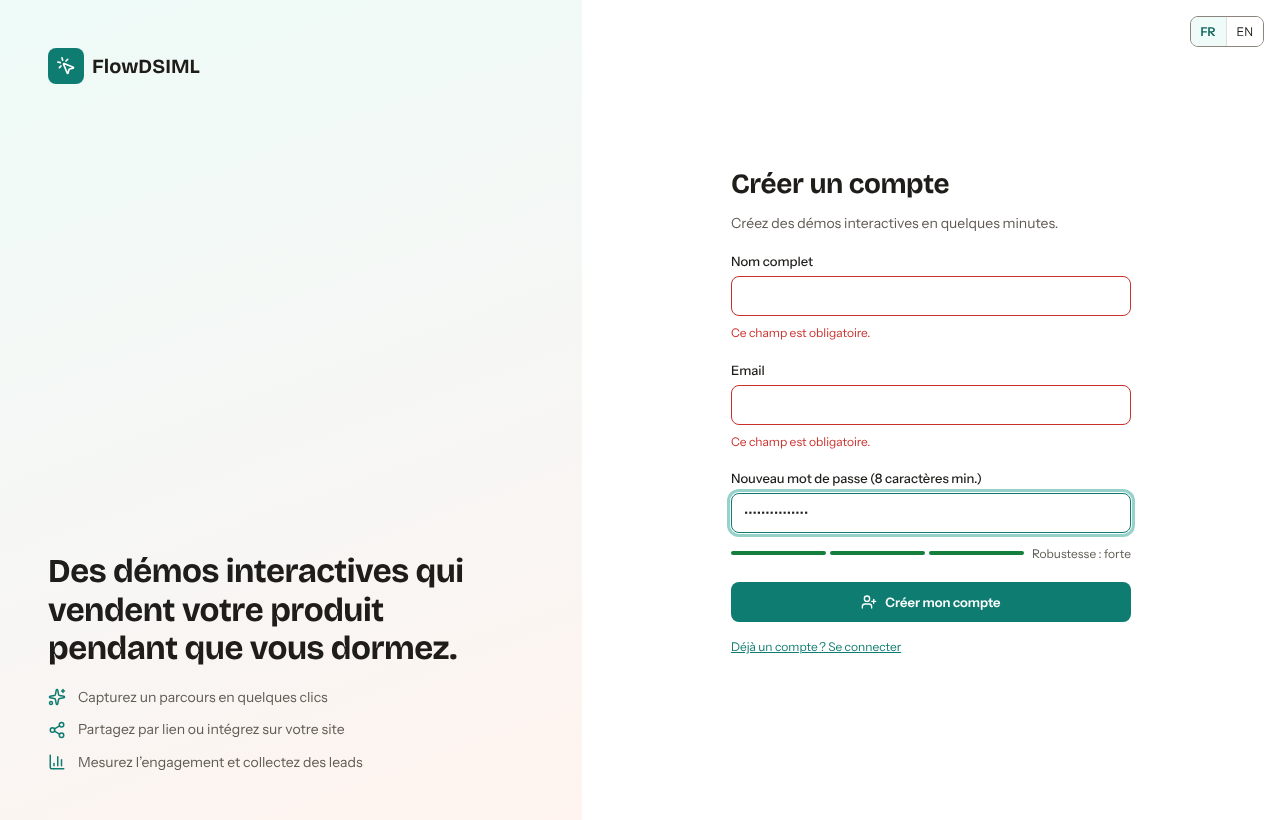 FlowDSIML
Des démos interactives qui
vendent votre produit
pendant que vous dormez.
Capturez un parcours en quelques clics
Partagez par lien ou intégrez sur votre site
Mesurez l'engagement et collectez des leads
FR
EN
Créer un compte
Créez des démos interactives en quelques minutes.
Nom complet
Ce champ est obligatoire.
Email
Ce champ est obligatoire.
Nouveau mot de passe (8 caractères min.)
•••••••••••••••
Robustesse : forte
Créer mon compte
Déjà un compte ? Se connecter